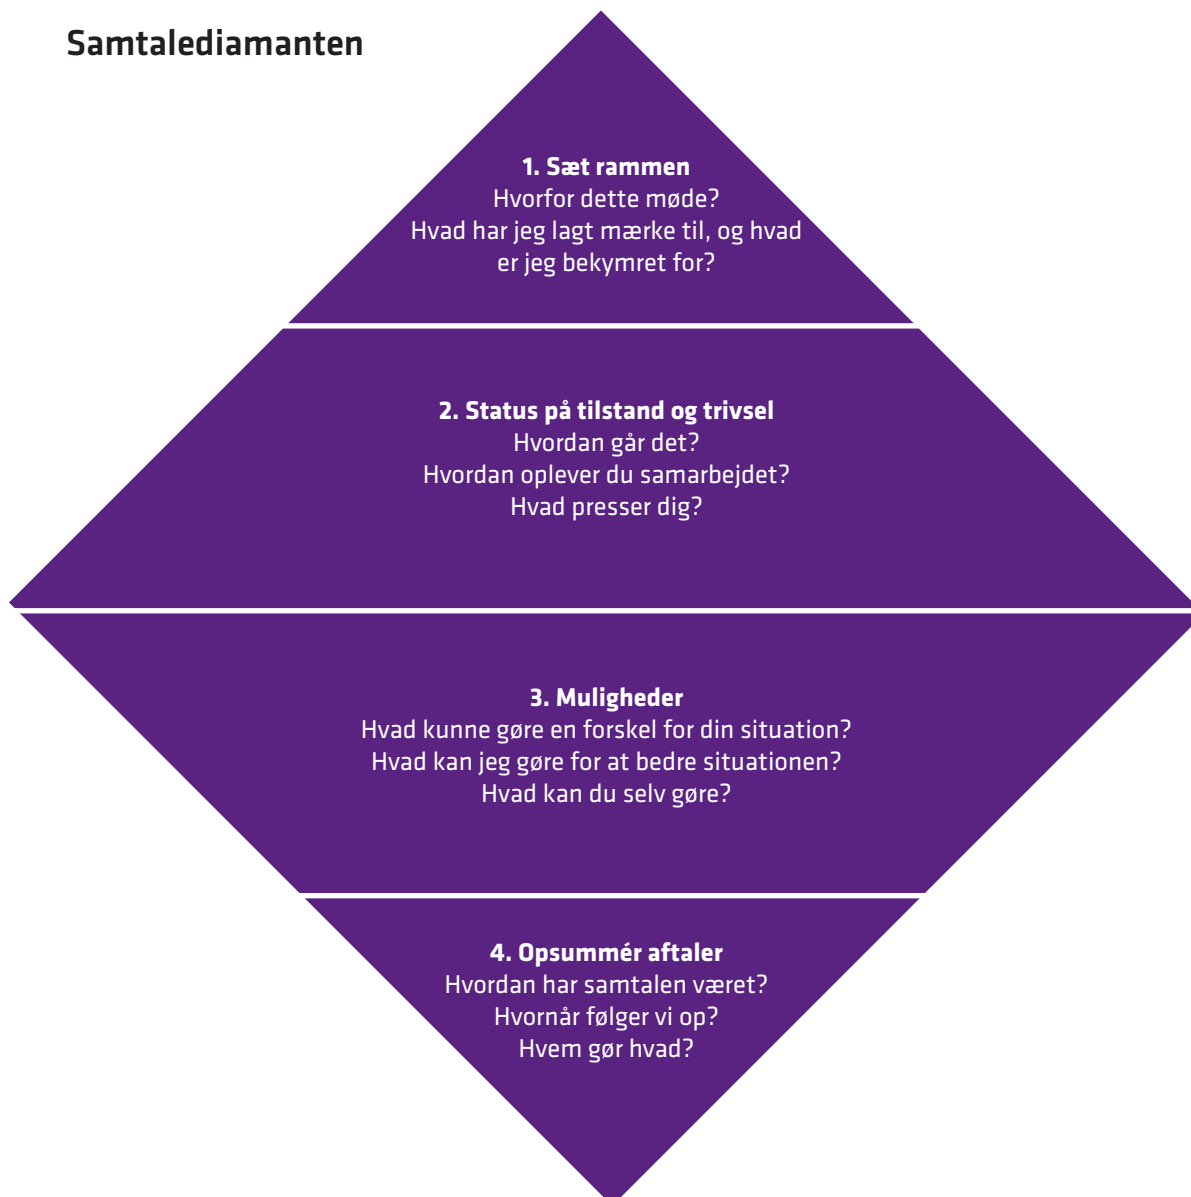 Samtalediamanten
1. Sæt rammen
Hvorfor dette møde?
Hvad har jeg lagt mærke til, og hvad
er jeg bekymret for?
2. Status på tilstand og trivsel
Hvordan går det?
Hvordan oplever du samarbejdet?
Hvad presser dig?
3. Muligheder
Hvad kunne gøre en forskel for din situation?
Hvad kan jeg gøre for at bedre situationen?
Hvad kan du selv gøre?
4. Opsummér aftaler
Hvordan har samtalen været?
Hvornår følger vi op?
Hvem gør hvad?